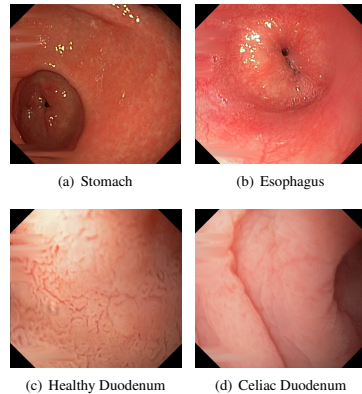 (a) Stomach
(b) Esophagus
(c) Healthy Duodenum
(d) Celiac Duodenum